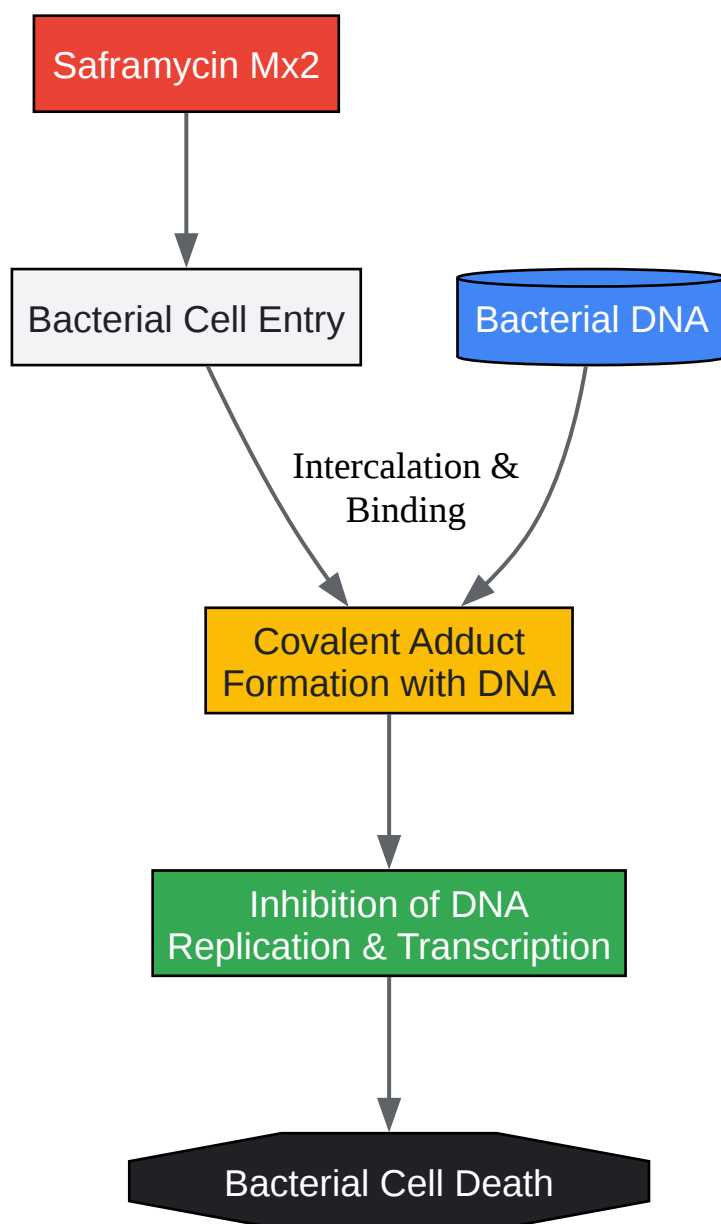 Saframycin Mx2
Bacterial Cell Entry
Bacterial DNA
Intercalation &
Binding
Covalent Adduct
Formation with DNA
Inhibition of DNA
Replication & Transcription
Bacterial Cell Death